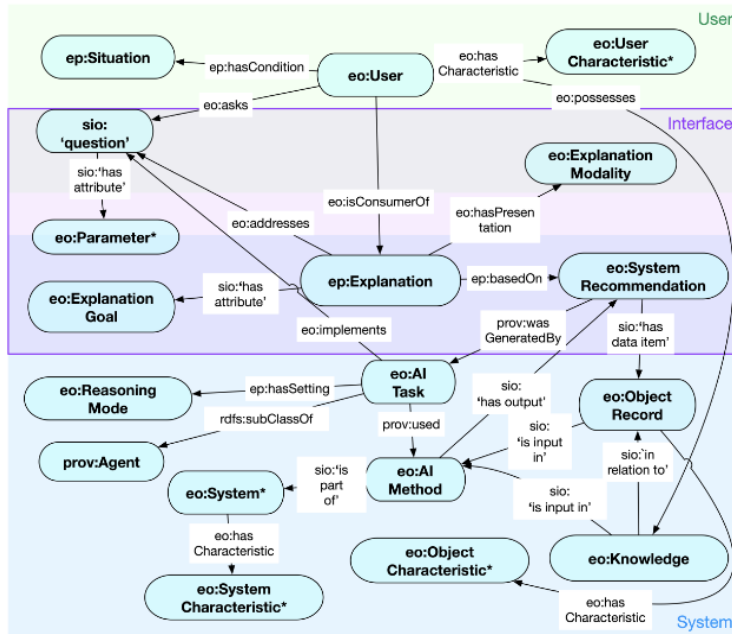 User
ep:Situation
ep:hasCondition
eo:User
eo:has
Characteristic
eo:User
Characteristic*
eo:asks
eo:possesses
Interface
sio:
‘question’
sio:‘has
attribute’
eo:Explanation
Modality
eo:isConsumerOf
eo:addresses
eo:hasPresen
tation
eo:Parameter*
ep:Explanation
ep:basedOn
eo:System
Recommendation
sio:‘has
attribute’
eo:Explanation
Goal
eo:implements
prov:was
GeneratedBy
sio:‘has
data item’
eo:AI
Task
eo:Reasoning
Mode
ep:hasSetting
rdfs:subClassOf
sio:
‘has output’
eo:Object
Record
prov:used
sio:
‘is input
in’
prov:Agent
sio:‘in
relation to’
eo:AI
Method
sio:‘is
part
of’
eo:System*
sio:
‘is input in’
eo:has
Characteristic
eo:Object
Characteristic*
eo:Knowledge
eo:System
Characteristic*
eo:has
Characteristic
System